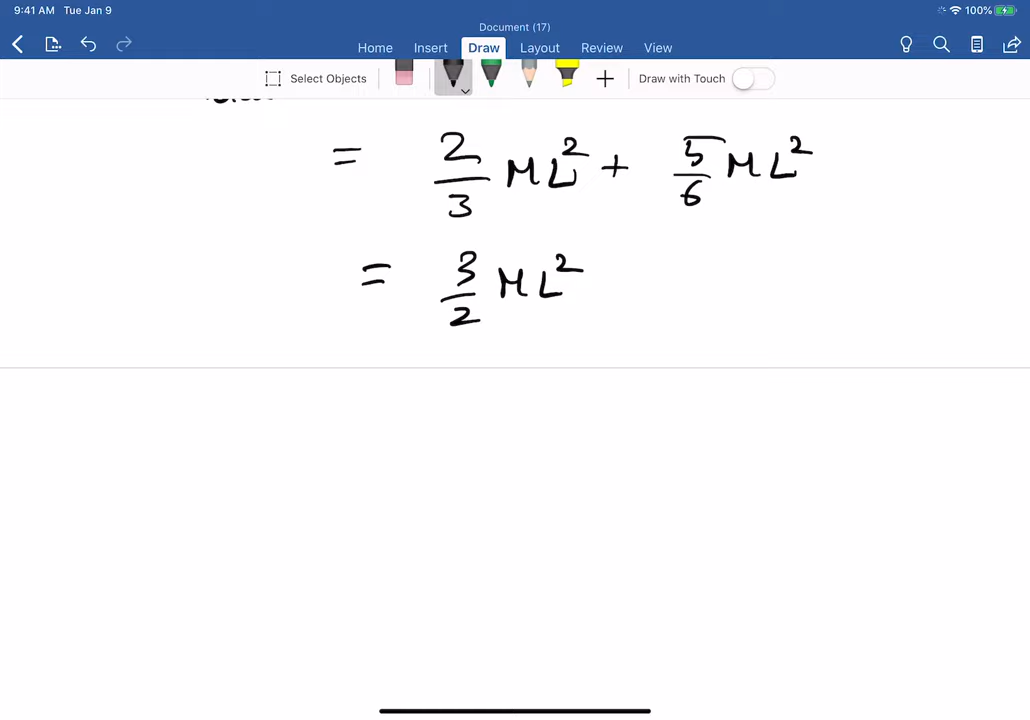 9:41 AM Tue Jan 9 100%
Document (17)
Home Insert Draw Layout Review View
Select Objects Draw with Touch
= 2/3 ML² + 5/6 ML²
= 3/2 ML²